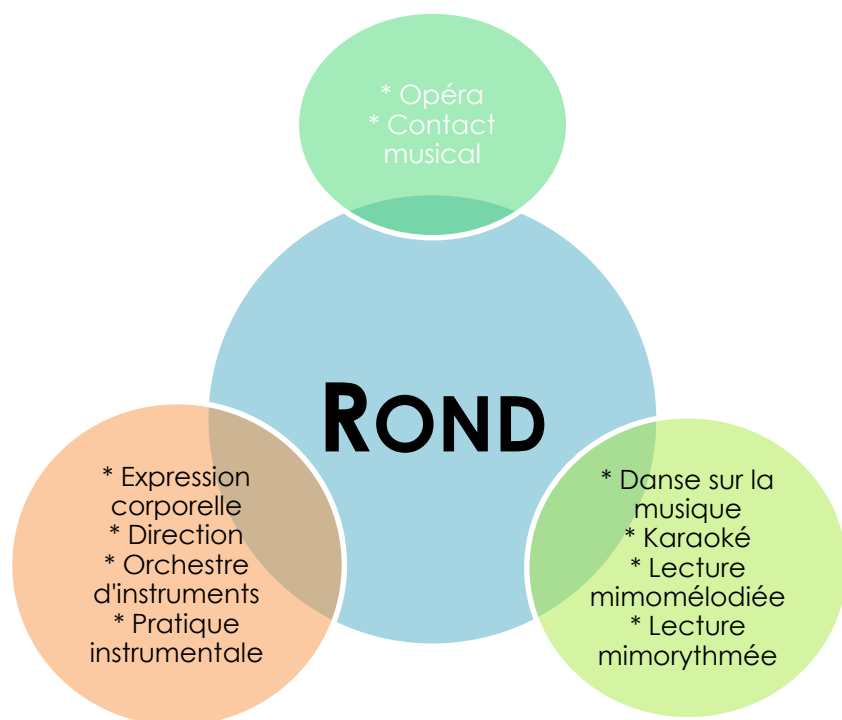 * Opéra
* Contact
musical
ROND
* Expression
corporelle
* Direction
* Orchestre
d'instruments
* Pratique
instrumentale
* Danse sur la
musique
* Karaoké
* Lecture
mimomélodiée
* Lecture
mimorythmée